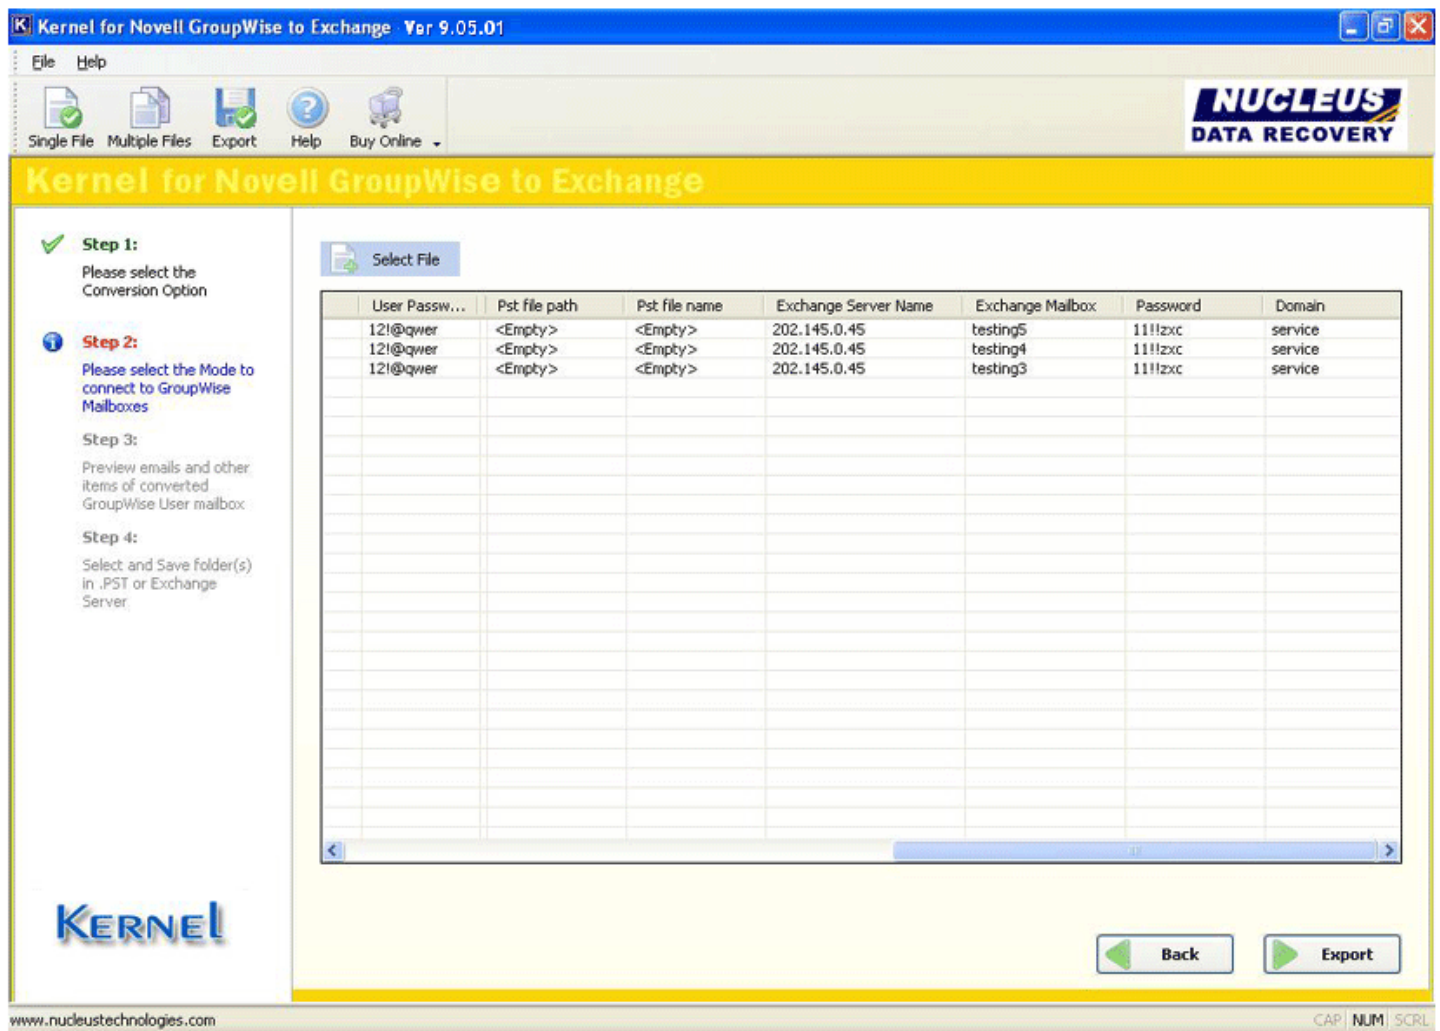 Kernel for Novell GroupWise to Exchange Ver 9.05.01
File Help
Single File Multiple Files Export Help Buy Online
NUCLEUS
DATA RECOVERY
Kernel for Novell GroupWise to Exchange
Step 1:
Please select the
Conversion Option
Step 2:
Please select the Mode to
connect to GroupWise
Mailboxes
Step 3:
Preview emails and other
items of converted
GroupWise User mailbox
Step 4:
Select and Save folder(s)
in .PST or Exchange
Server
KERNEL
Select File
User Passw... Pst file path Pst file name Exchange Server Name Exchange Mailbox Password Domain
12!@qwer <Empty> <Empty> 202.145.0.45 testing5 11!!zxc service
12!@qwer <Empty> <Empty> 202.145.0.45 testing4 11!!zxc service
12!@qwer <Empty> <Empty> 202.145.0.45 testing3 11!!zxc service
Back Export
www.nucleustechnologies.com CAP NUM SCRL